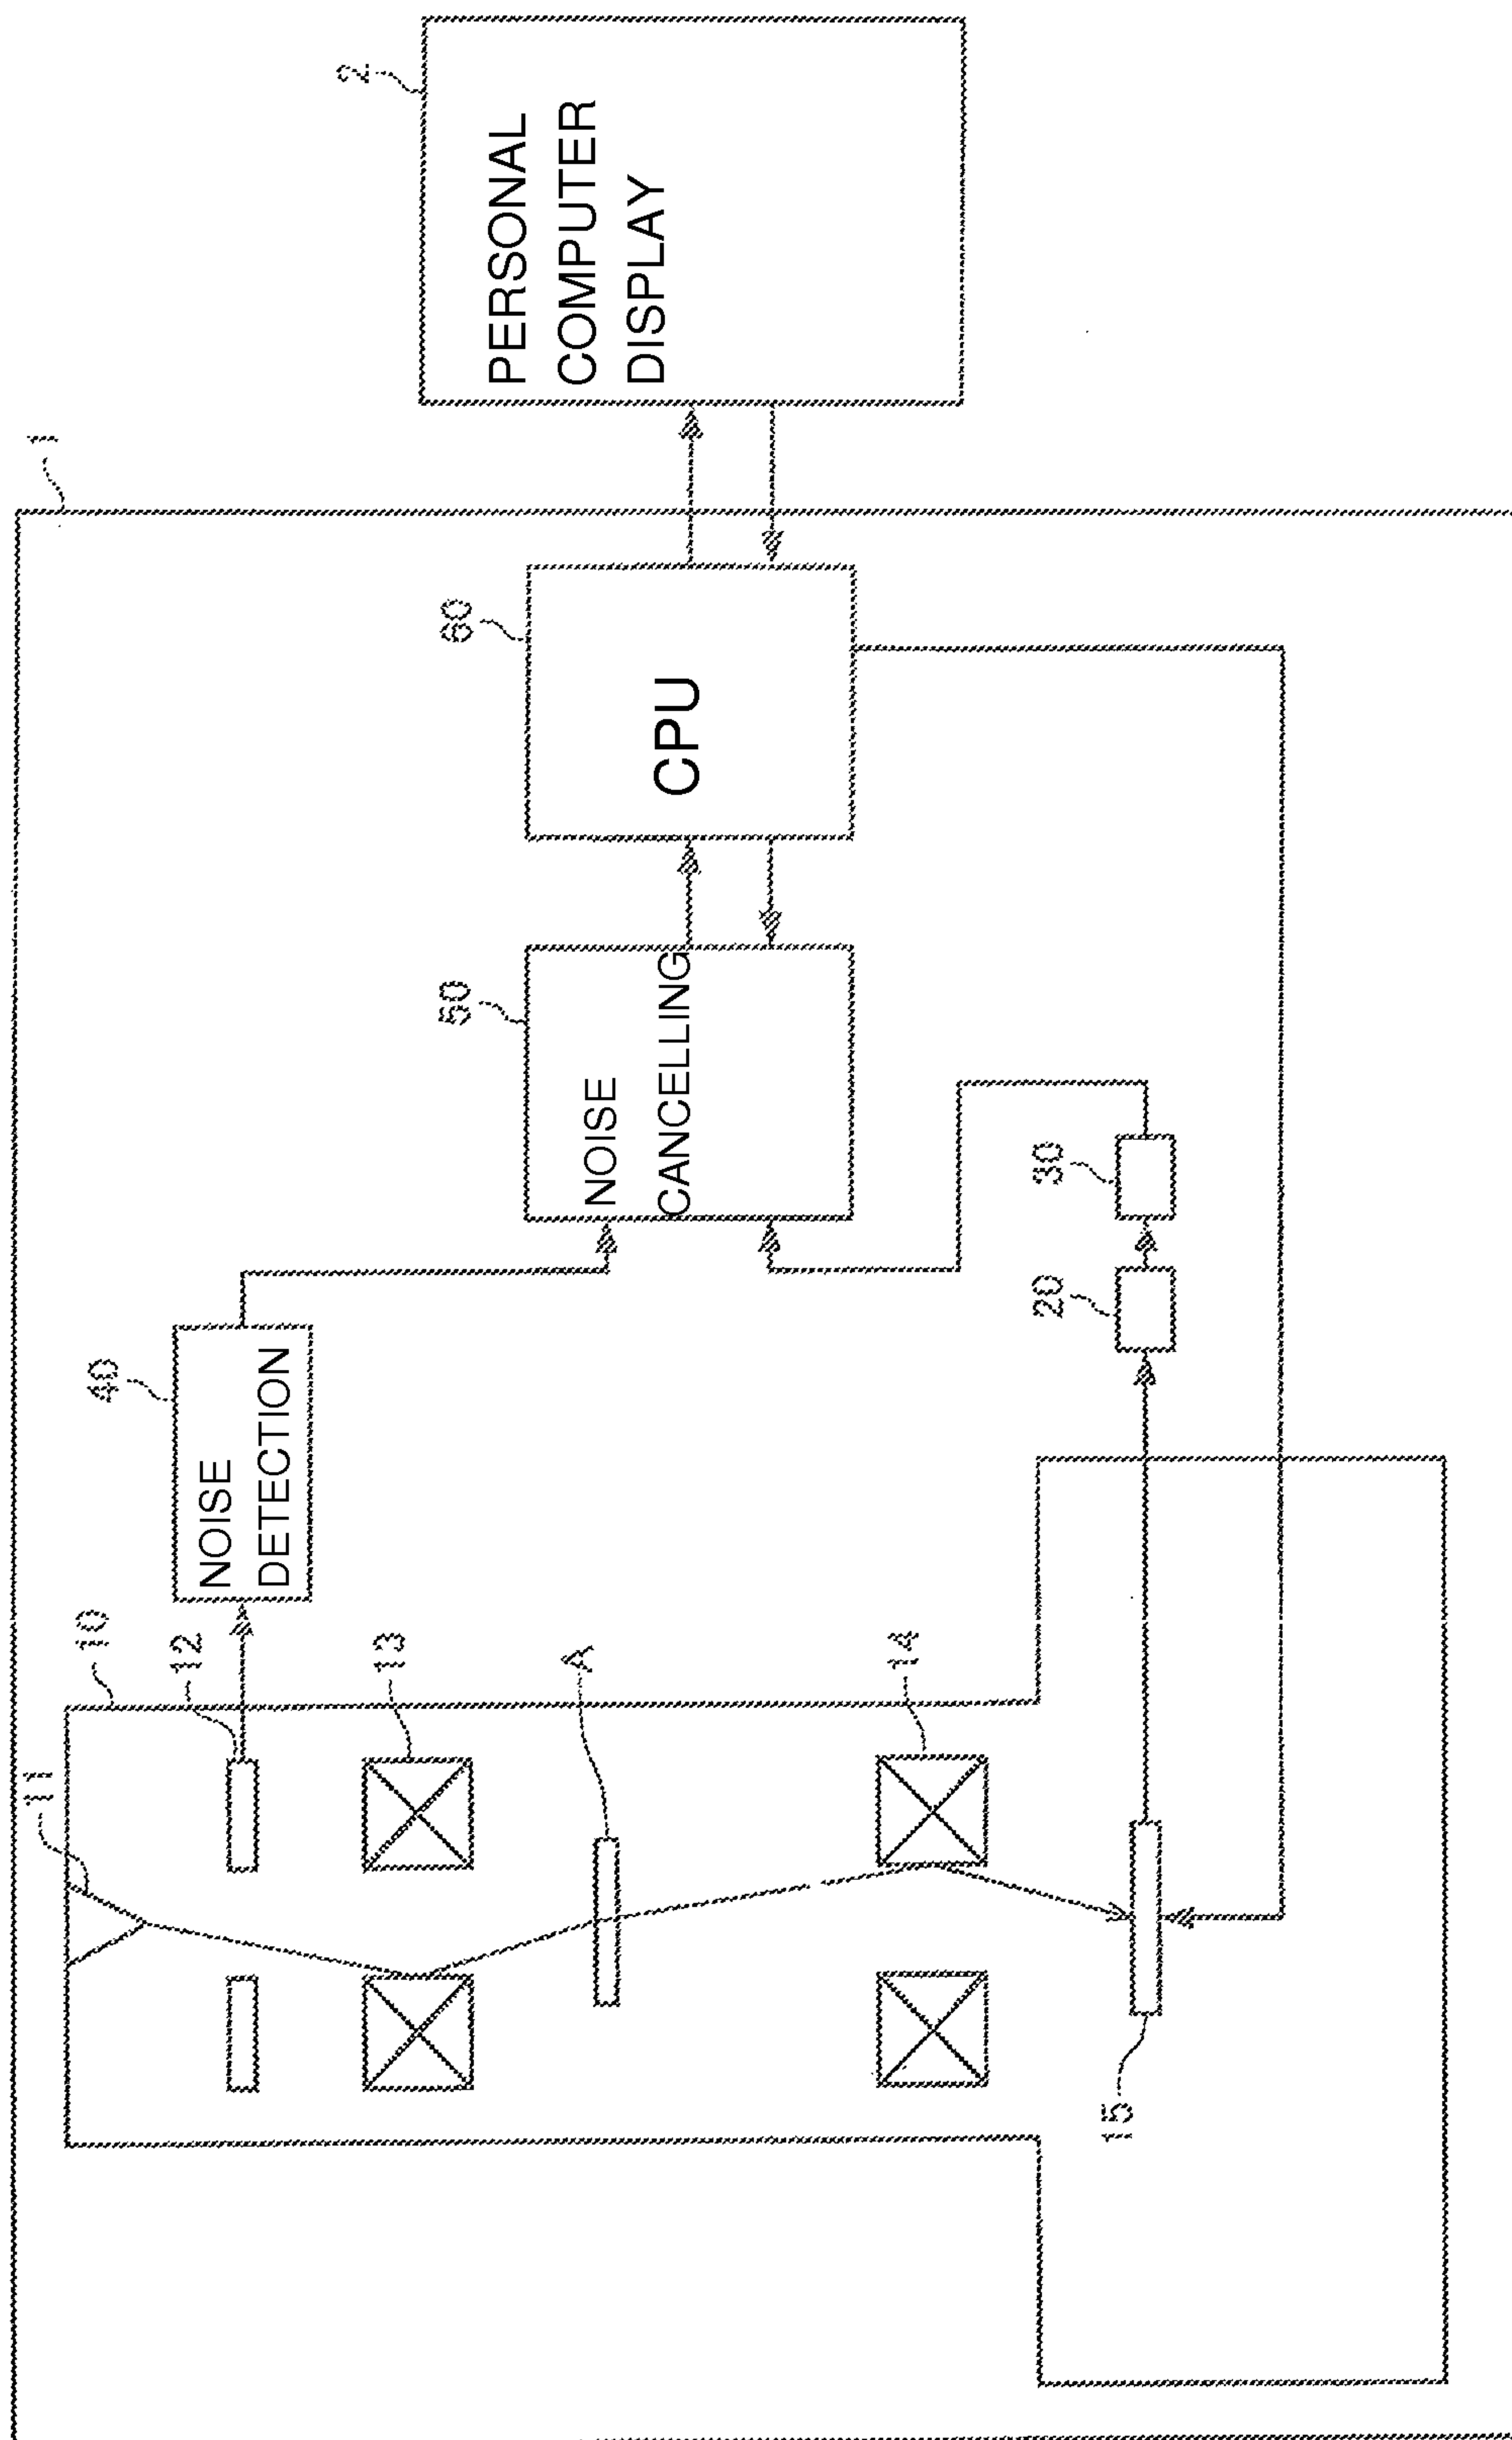 1
10
11
12
13
A
14
15
40
NOISE
DETECTION
50
NOISE
CANCELLING
20
30
60
CPU
2
PERSONAL
COMPUTER
DISPLAY